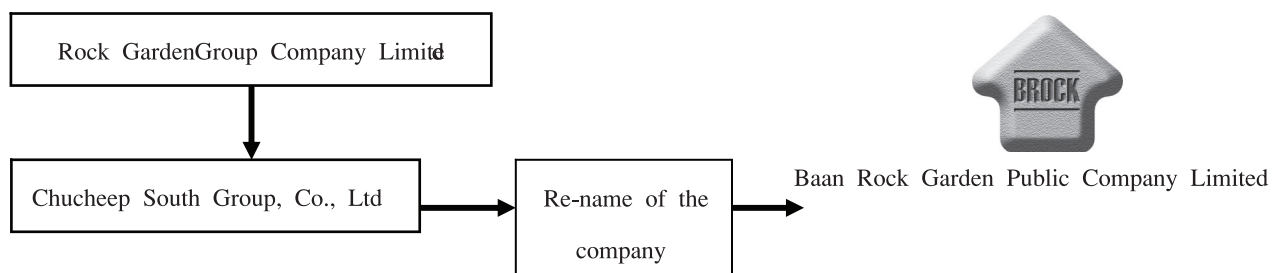 Rock GardenGroup Company Limited
BROCK
Baan Rock Garden Public Company Limited
Chucheep South Group, Co., Ltd
Re-name of the
company